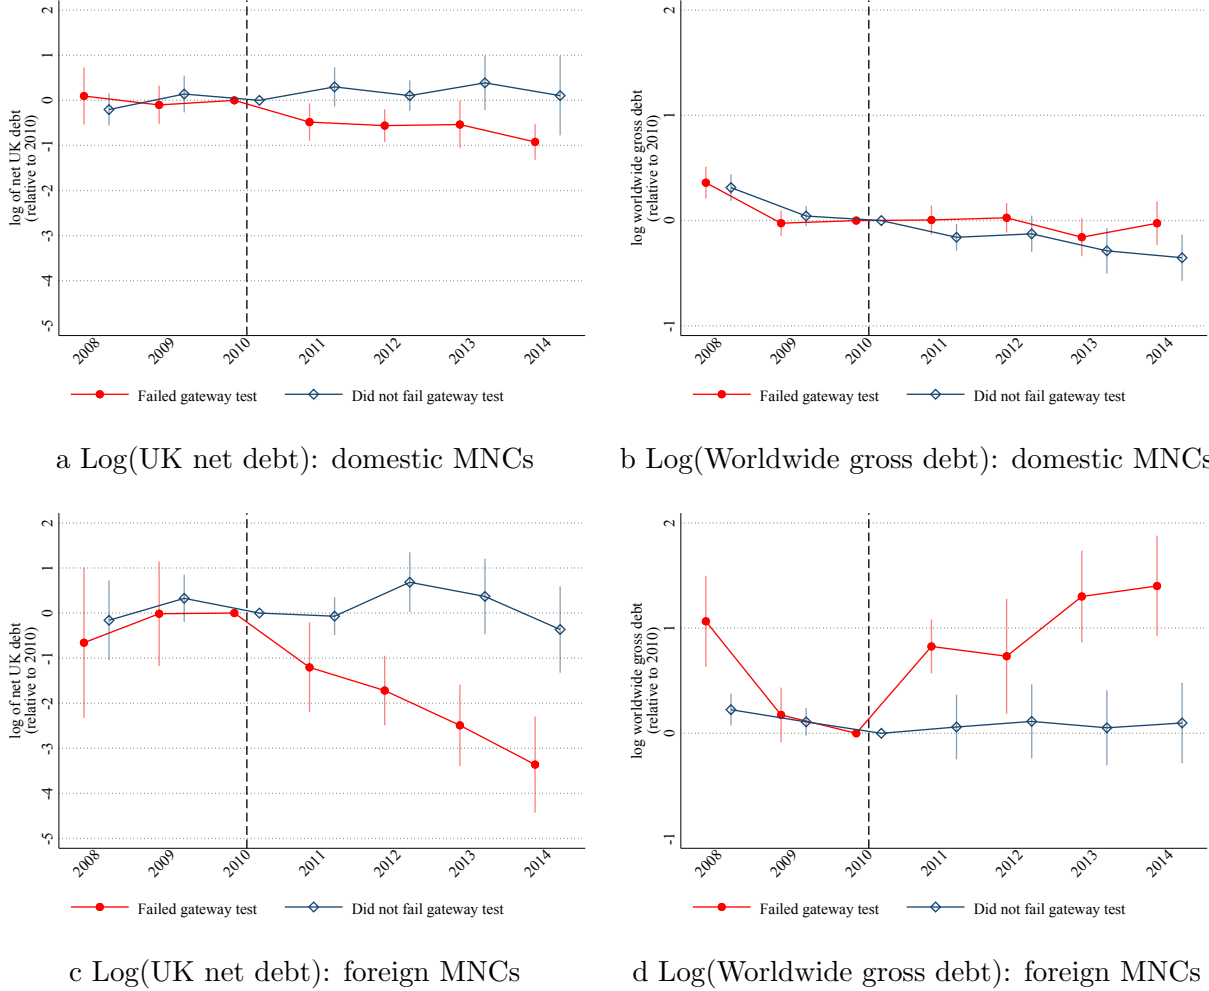 2
1
0
-1
-2
-3
-4
-5
log of net UK debt
(relative to 2010)
2008
2009
2010
2011
2012
2013
2014
Failed gateway test
Did not fail gateway test
a Log(UK net debt): domestic MNCs
2
1
0
-1
log worldwide gross debt
(relative to 2010)
2008
2009
2010
2011
2012
2013
2014
Failed gateway test
Did not fail gateway test
b Log(Worldwide gross debt): domestic MNCs
2
1
0
-1
-2
-3
-4
-5
log of net UK debt
(relative to 2010)
2008
2009
2010
2011
2012
2013
2014
Failed gateway test
Did not fail gateway test
c Log(UK net debt): foreign MNCs
2
1
0
-1
log worldwide gross debt
(relative to 2010)
2008
2009
2010
2011
2012
2013
2014
Failed gateway test
Did not fail gateway test
d Log(Worldwide gross debt): foreign MNCs